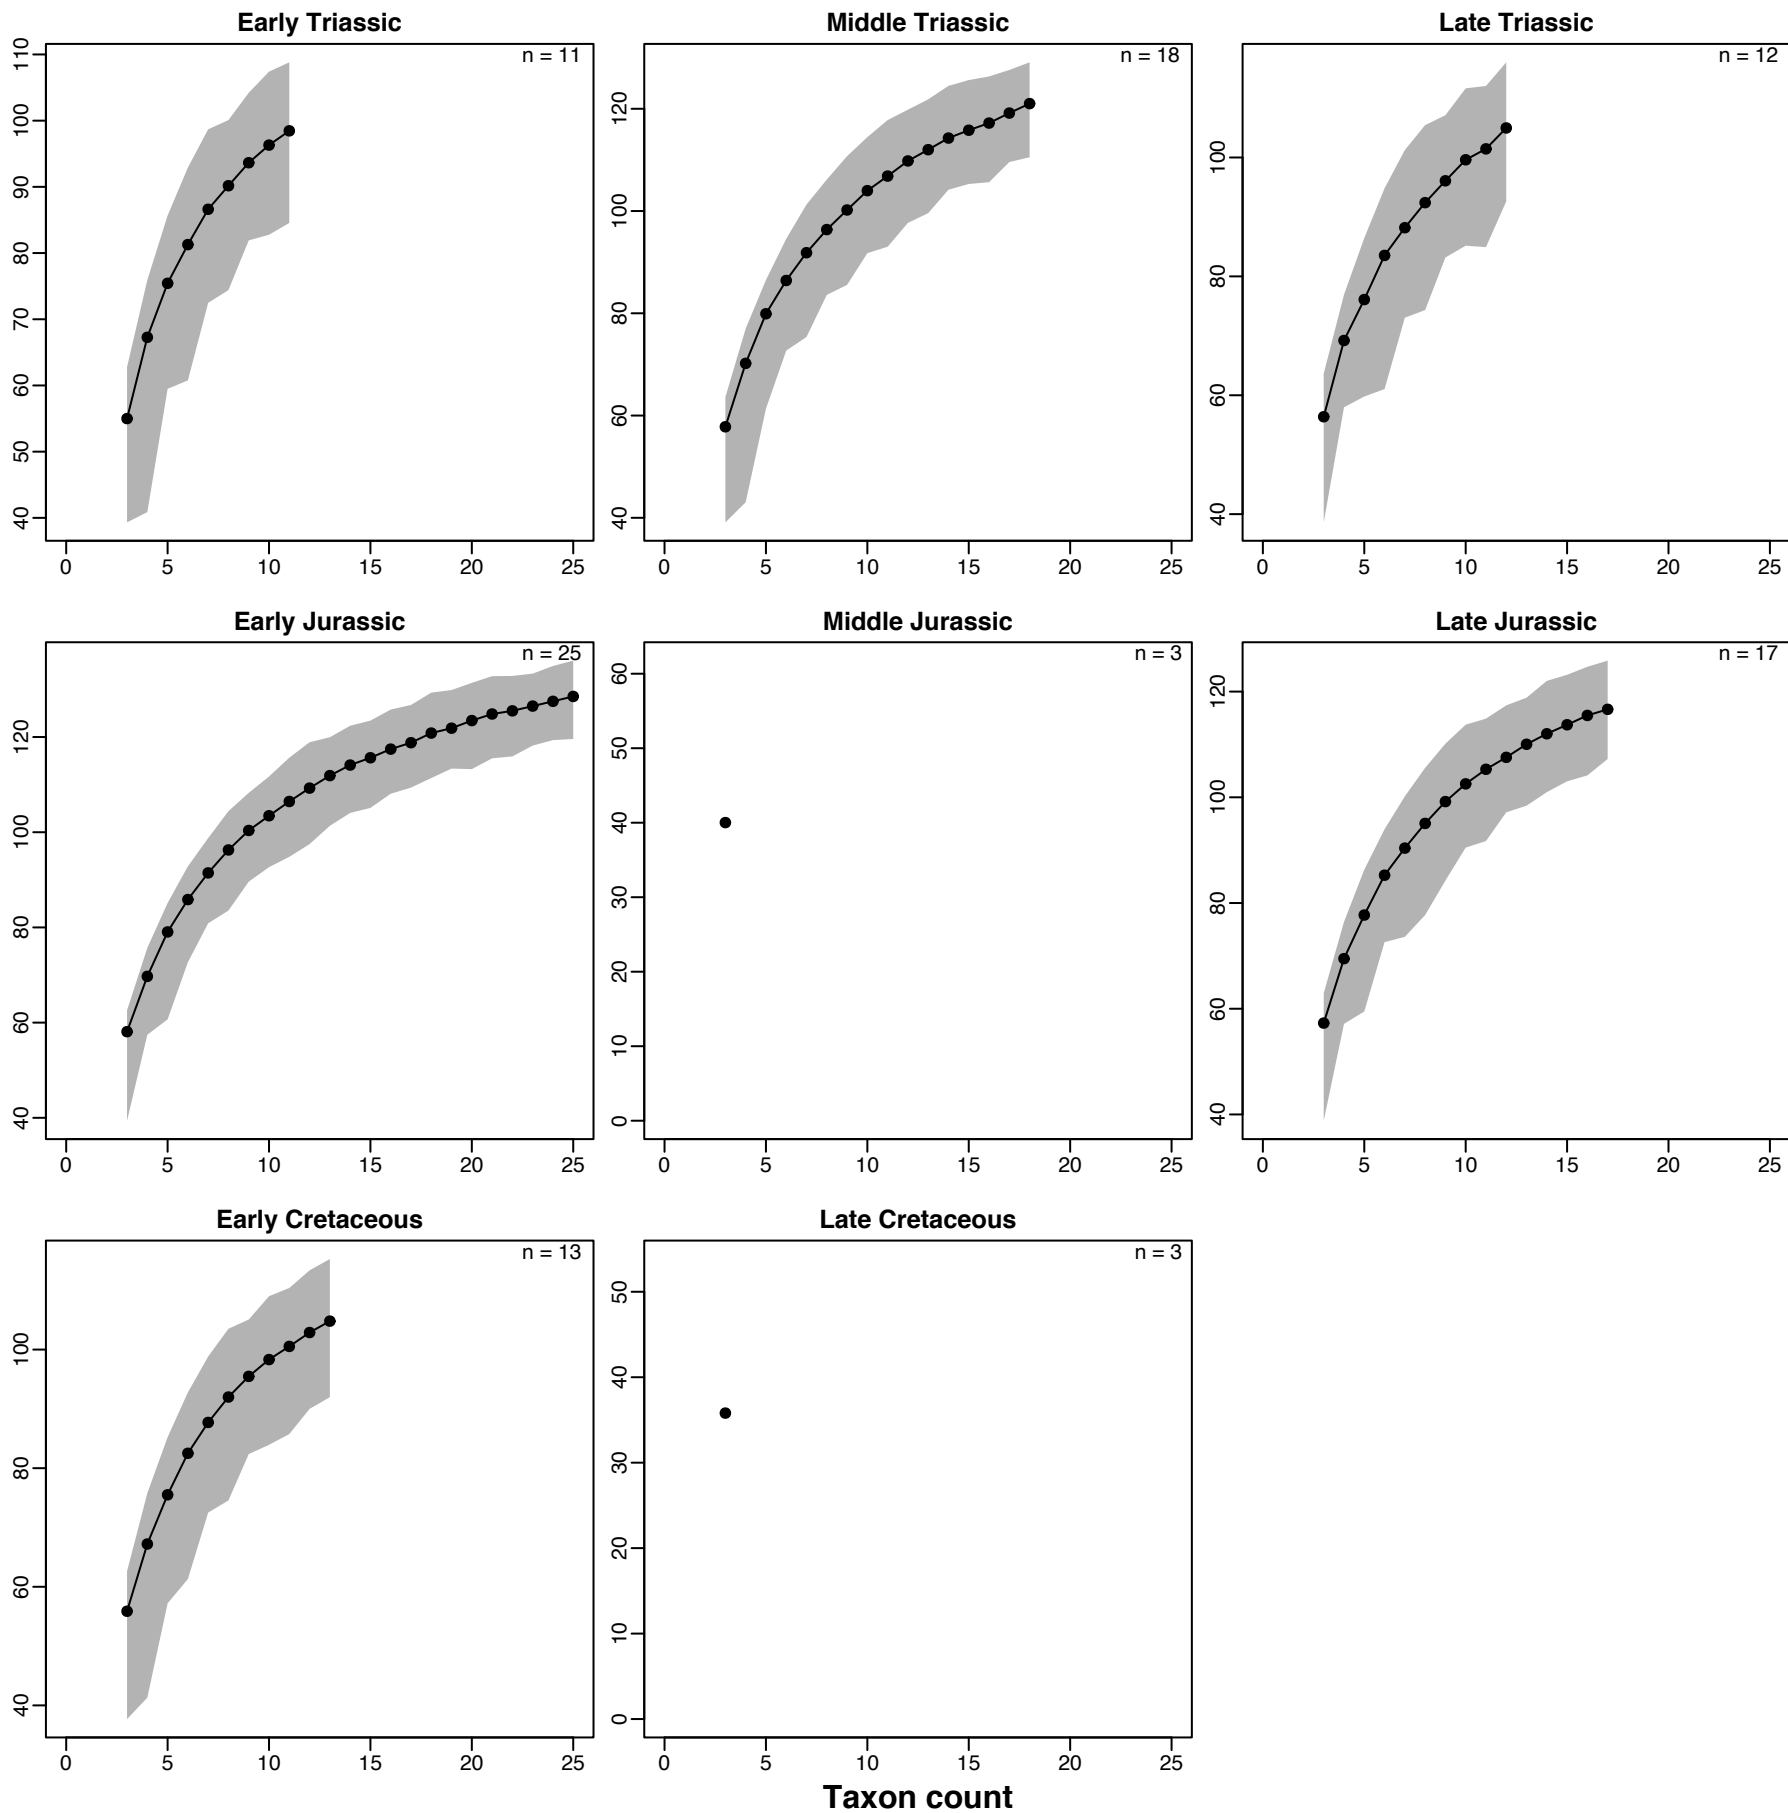 Early Triassic Middle Triassic Late Triassic
n = 11 n = 18 n = 12
40 50 60 70 80 90 100 110
40 60 80 100 120
40 60 80 100
0 5 10 15 20 25 0 5 10 15 20 25 0 5 10 15 20 25
Early Jurassic Middle Jurassic Late Jurassic
n = 25 n = 3 n = 17
40 60 80 100 120
0 10 20 30 40 50 60
40 60 80 100 120
0 5 10 15 20 25 0 5 10 15 20 25 0 5 10 15 20 25
Early Cretaceous Late Cretaceous
n = 13 n = 3
40 60 80 100
0 10 20 30 40 50
0 5 10 15 20 25 0 5 10 15 20 25
Taxon count